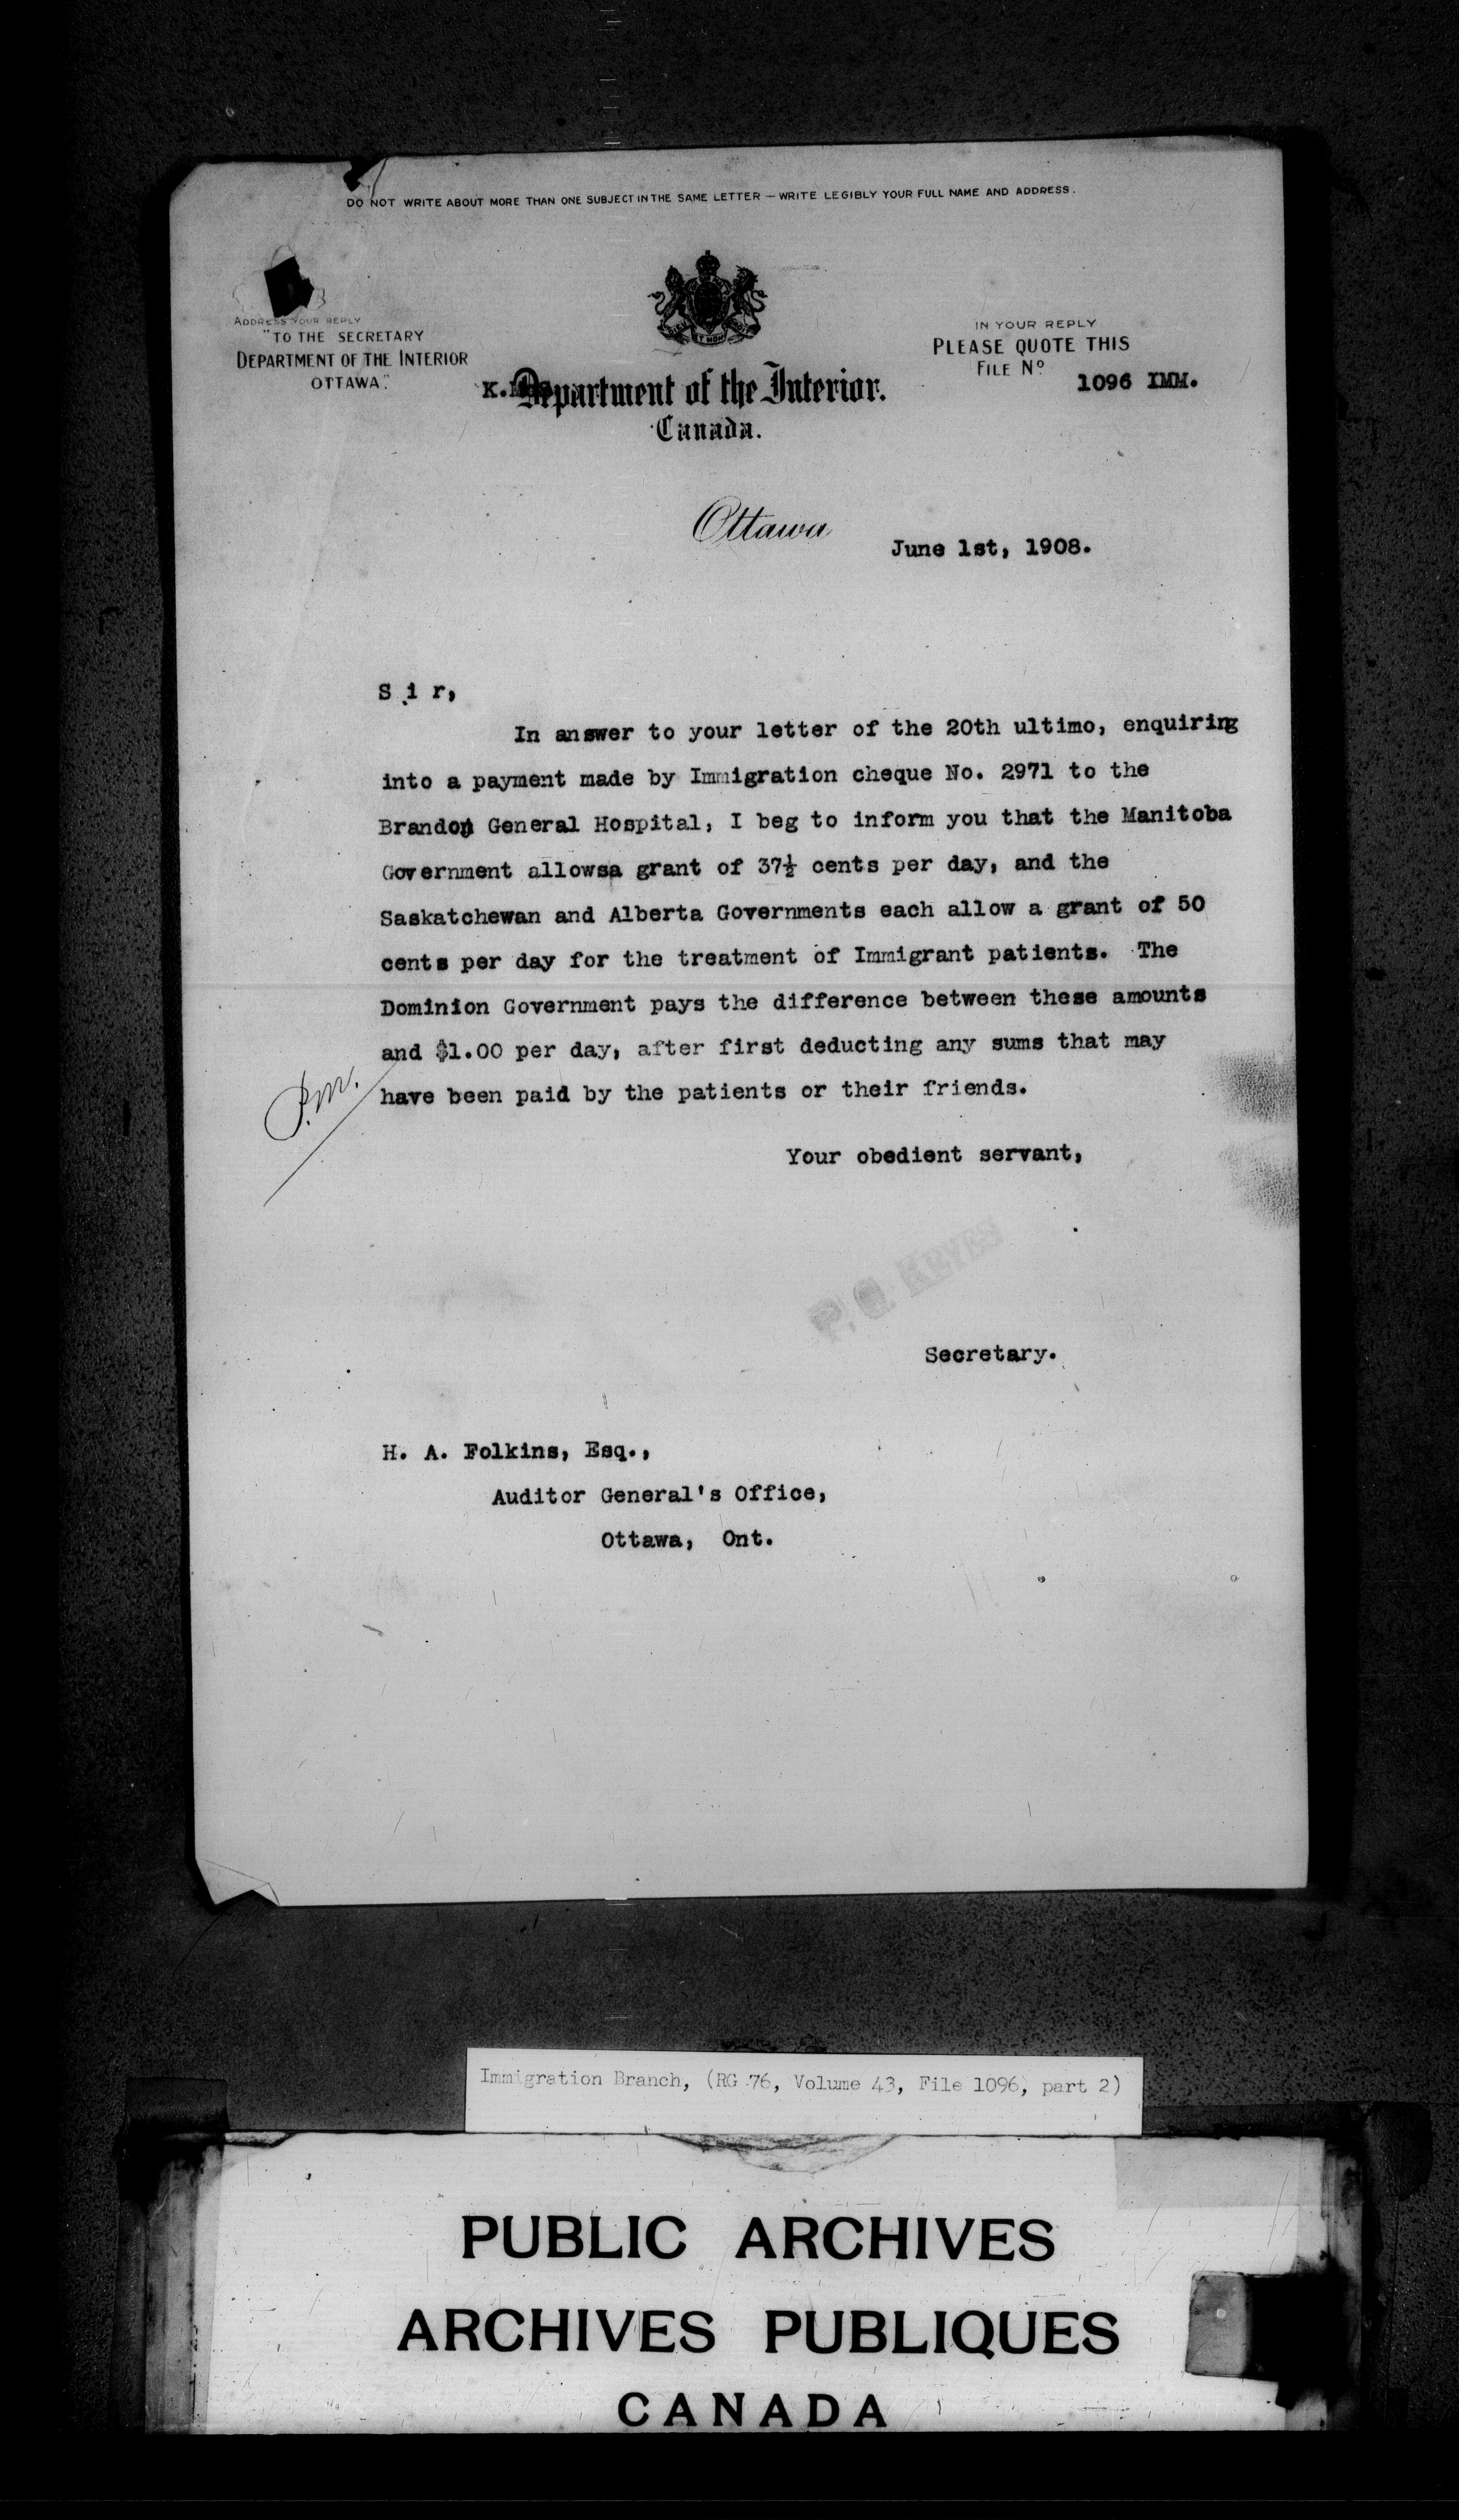 DO NOT WRITE ABOUT MORE THAN ONE SUBJECT IN THE SAME LETTER — WRITE LEGIBLY YOUR FULL NAME AND ADDRESS.
ADDRESS YOUR REPLY
"TO THE SECRETARY
DEPARTMENT OF THE INTERIOR
OTTAWA."
IN YOUR REPLY
PLEASE QUOTE THIS
FILE No
1096 IMM.
Department of the Interior.
Canada.
Ottawa June 1st, 1908.
S i r,
In answer to your letter of the 20th ultimo, enquiring
into a payment made by Immigration cheque No. 2971 to the
Brandon General Hospital, I beg to inform you that the Manitoba
Government allowsa grant of 37½ cents per day, and the
Saskatchewan and Alberta Governments each allow a grant of 50
cents per day for the treatment of Immigrant patients. The
Dominion Government pays the difference between these amounts
and $1.00 per day, after first deducting any sums that may
have been paid by the patients or their friends.
Your obedient servant,
P. G. KEYES
Secretary.
H. A. Folkins, Esq.,
Auditor General's Office,
Ottawa, Ont.
Immigration Branch, (RG 76, Volume 43, File 1096, part 2)
PUBLIC ARCHIVES
ARCHIVES PUBLIQUES
CANADA